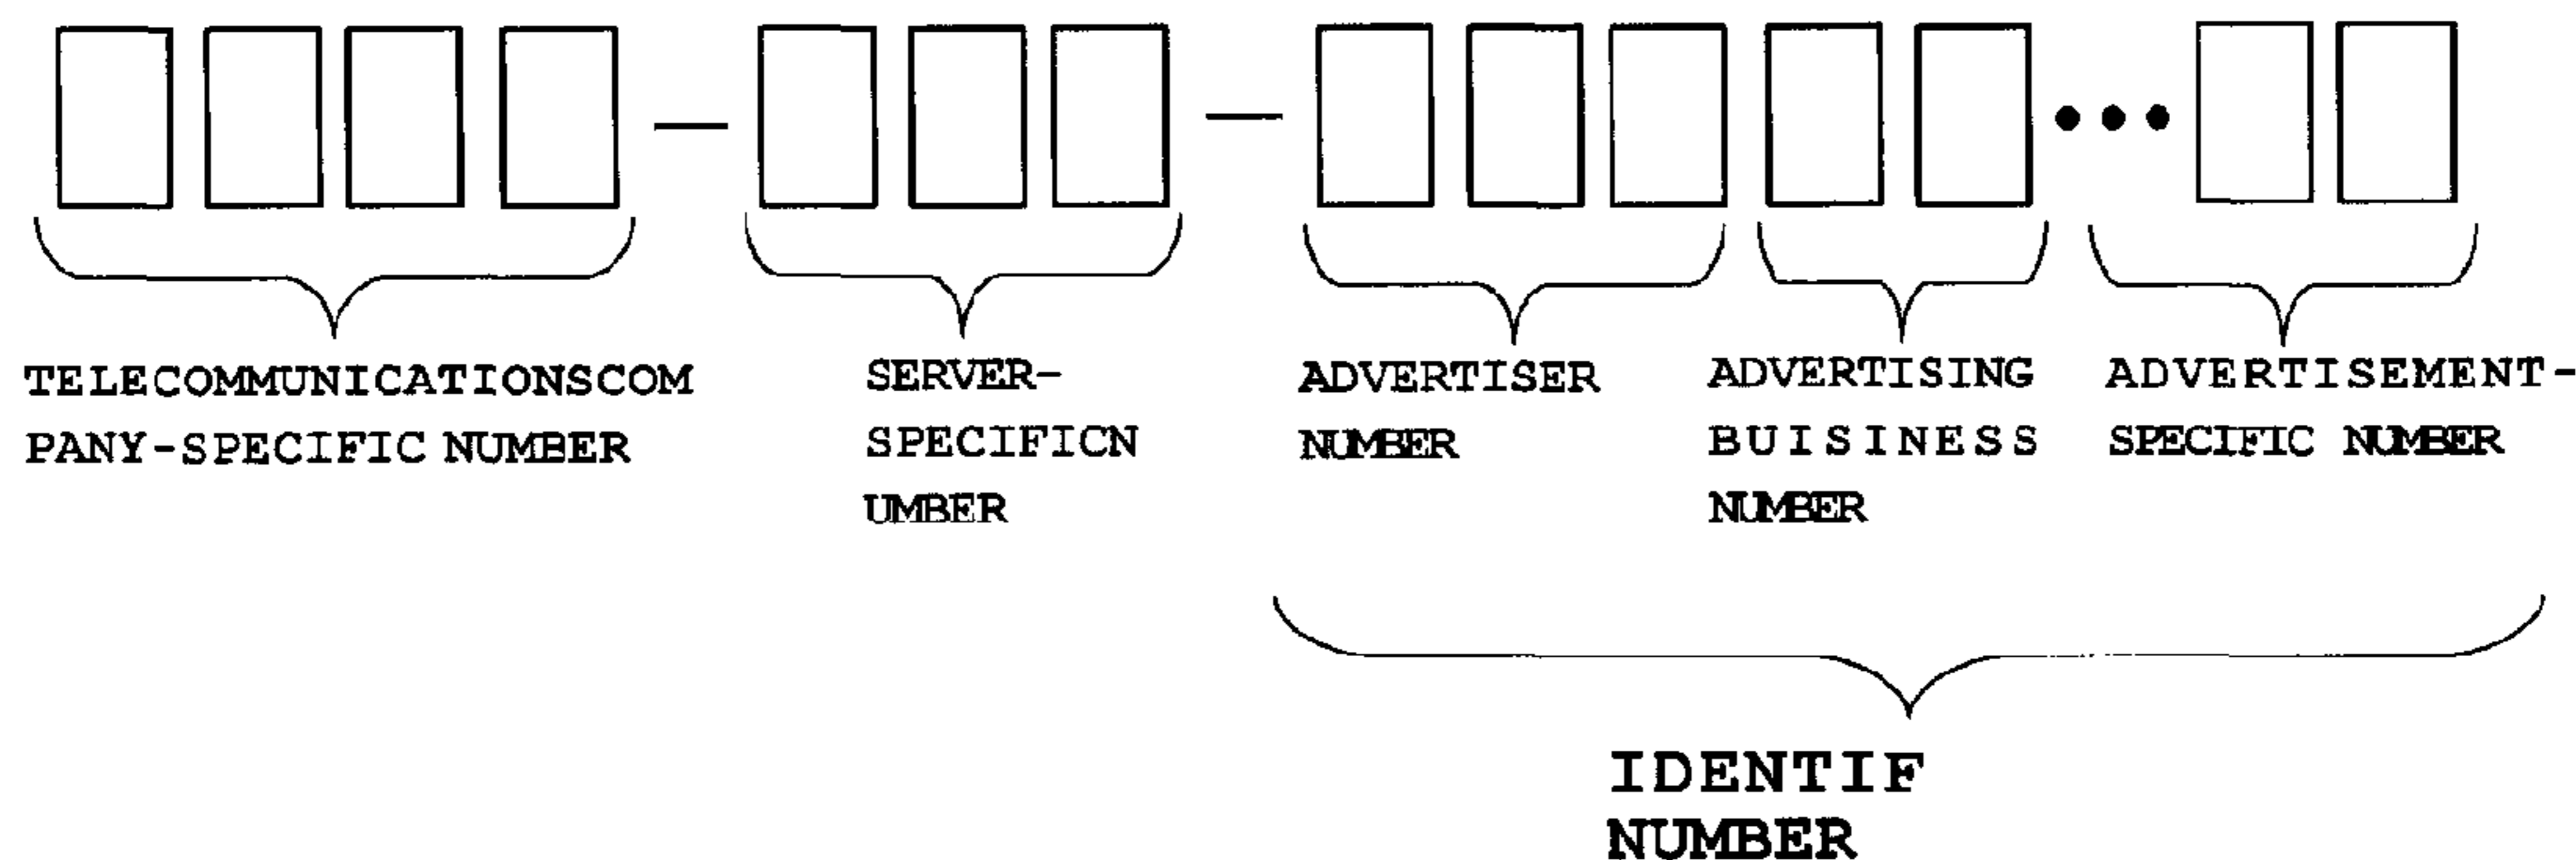 TELECOMMUNICATIONSCOM
PANY-SPECIFIC NUMBER
SERVER-
SPECIFICN
UMBER
ADVERTISER
NUMBER
ADVERTISING
BUISINESS
NUMBER
ADVERTISEMENT-
SPECIFIC NUMBER
IDENTIF
NUMBER